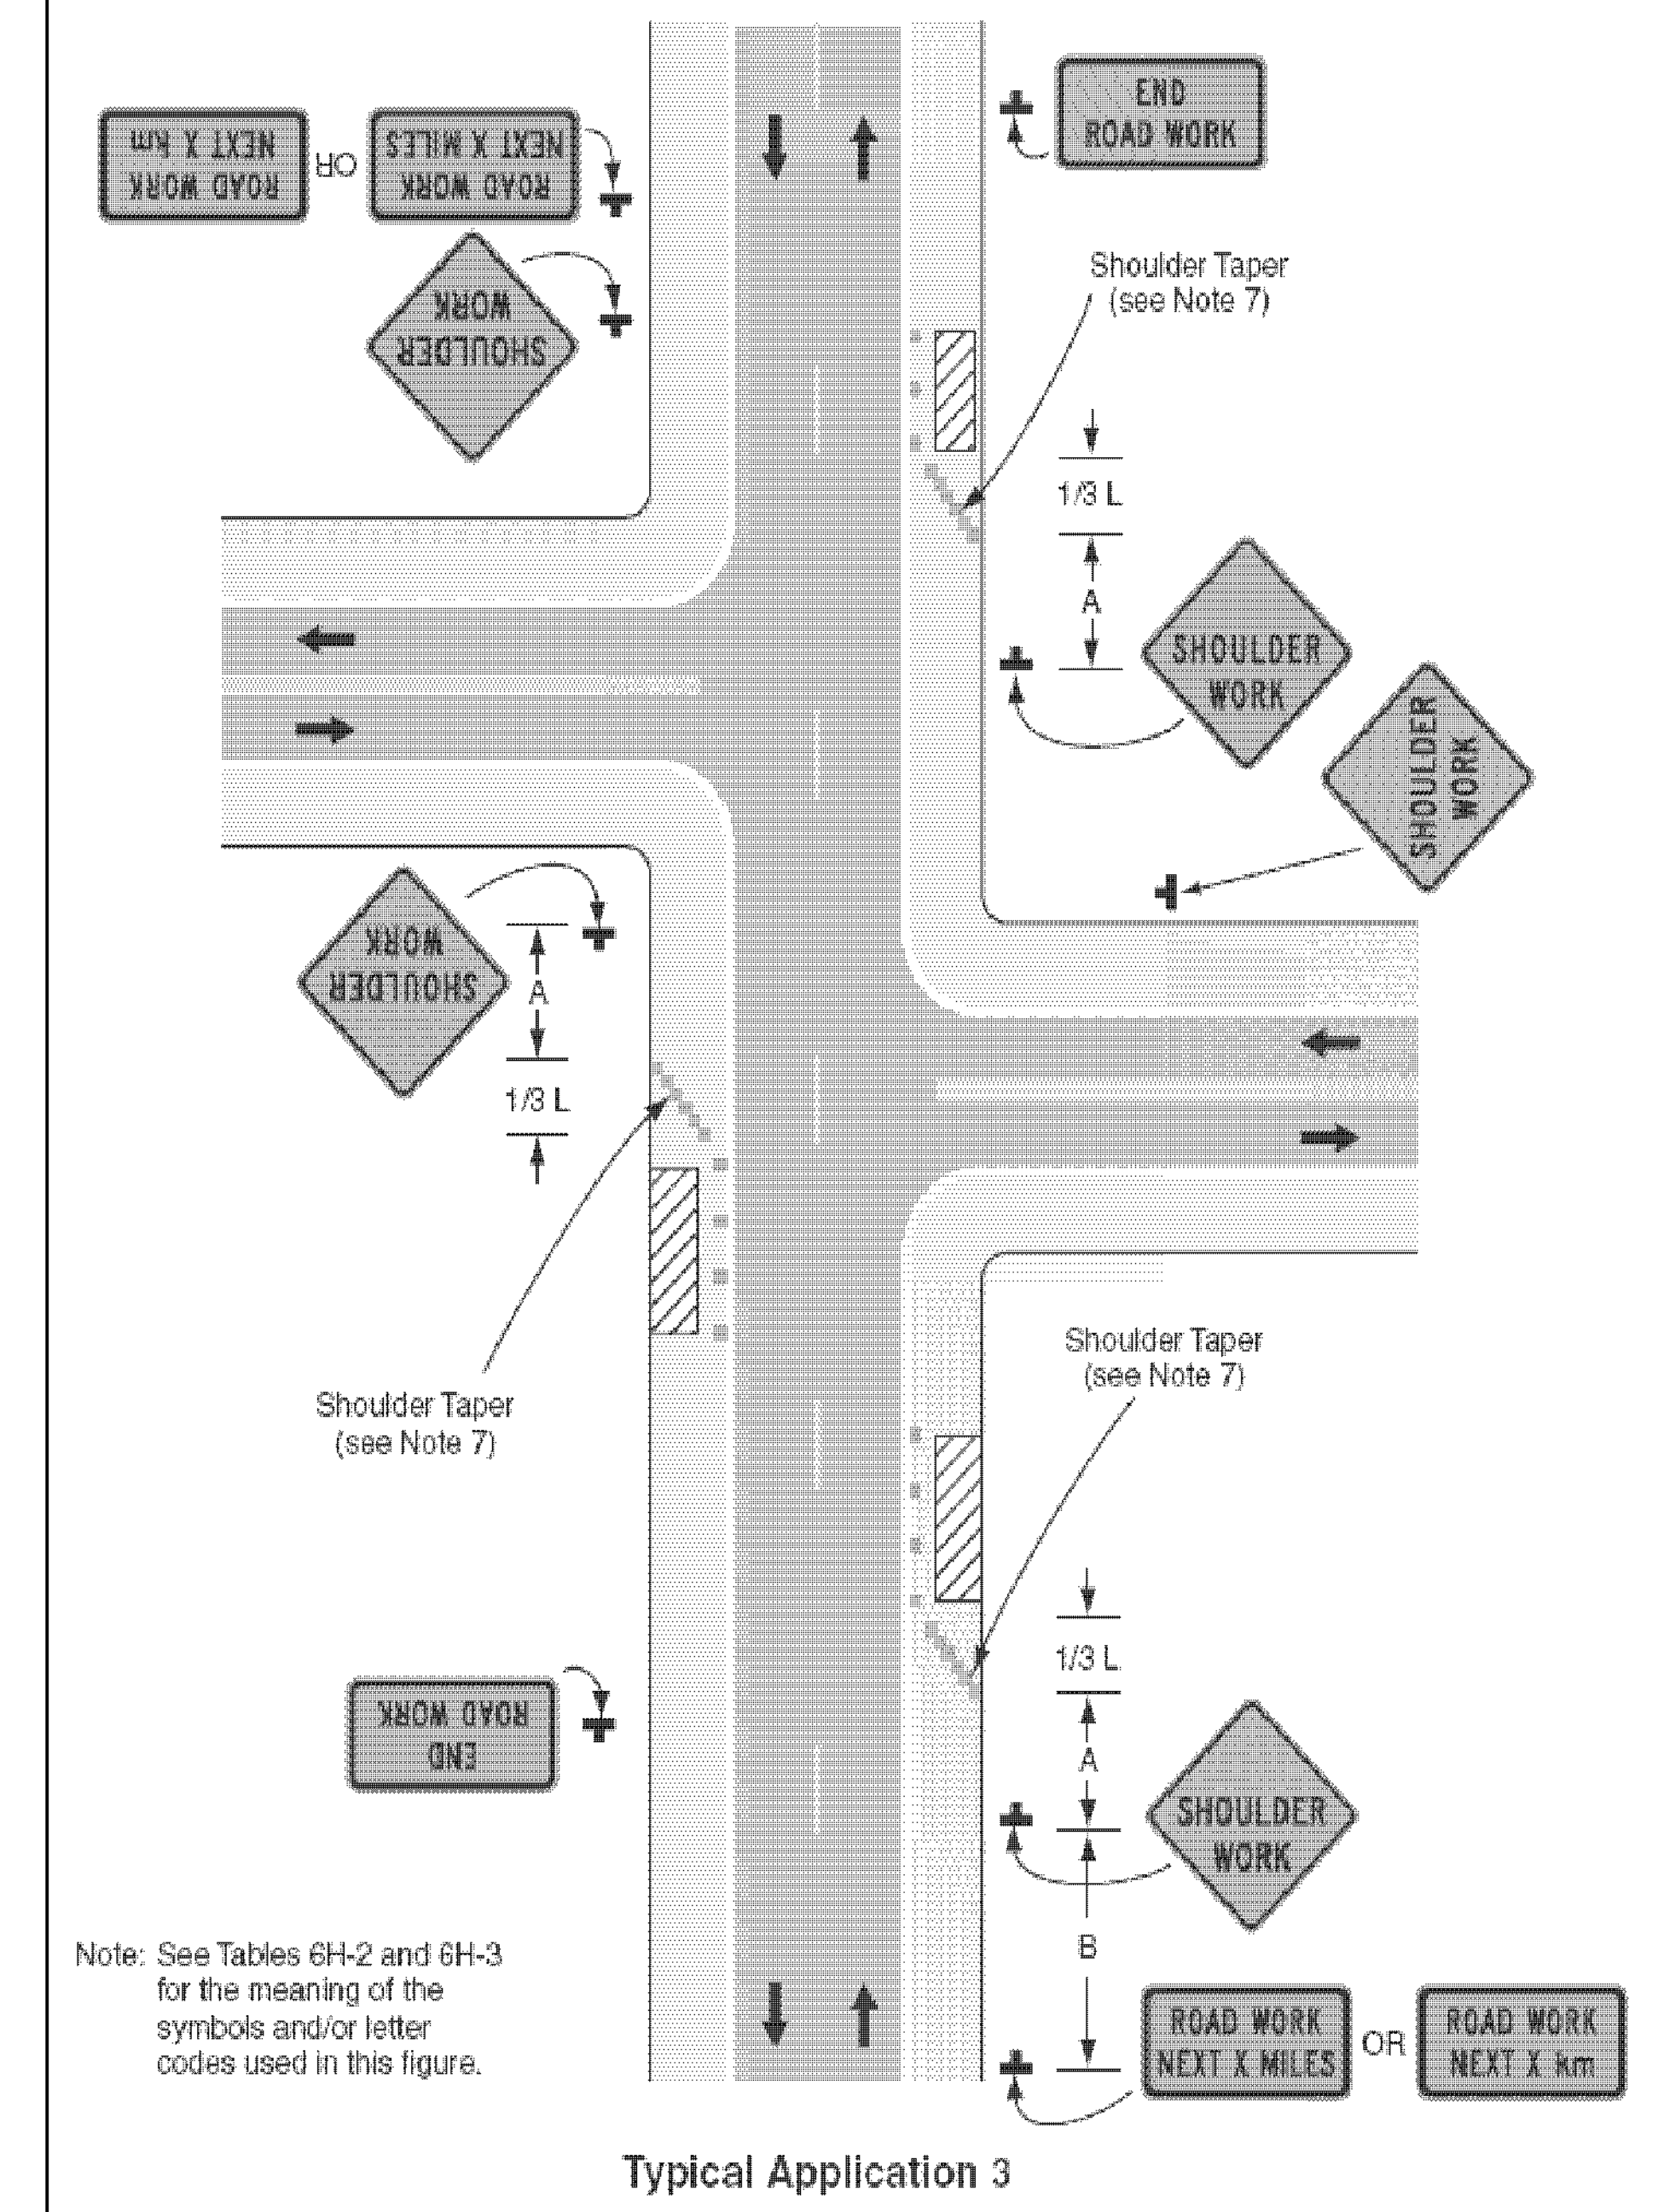 END
ROAD WORK
ROAD WORK
NEXT X MILES
OR
ROAD WORK
NEXT X km
SHOULDER
WORK
Shoulder Taper
(see Note 7)
1/3 L
A
SHOULDER
WORK
SHOULDER
WORK
SHOULDER
WORK
A
1/3 L
Shoulder Taper
(see Note 7)
Shoulder Taper
(see Note 7)
1/3 L
A
END
ROAD WORK
SHOULDER
WORK
B
Note: See Tables 6H-2 and 6H-3
for the meaning of the
symbols and/or letter
codes used in this figure.
ROAD WORK
NEXT X MILES
OR
ROAD WORK
NEXT X km
Typical Application 3